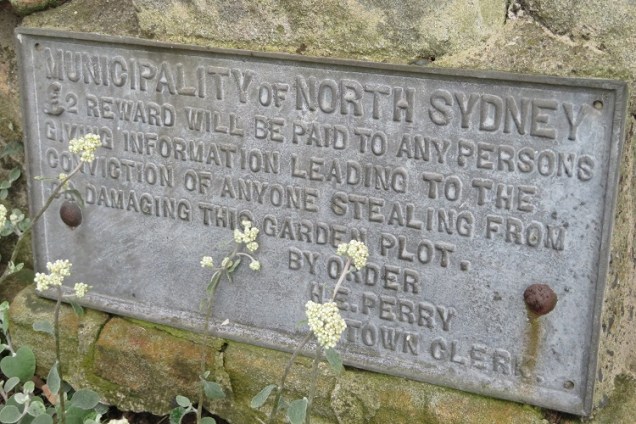 MUNICIPALITY OF NORTH SYDNEY
£2 REWARD WILL BE PAID TO ANY PERSONS
GIVING INFORMATION LEADING TO THE
CONVICTION OF ANYONE STEALING FROM
OR DAMAGING THIS GARDEN PLOT.
BY ORDER
H.E. PERRY
TOWN CLERK.